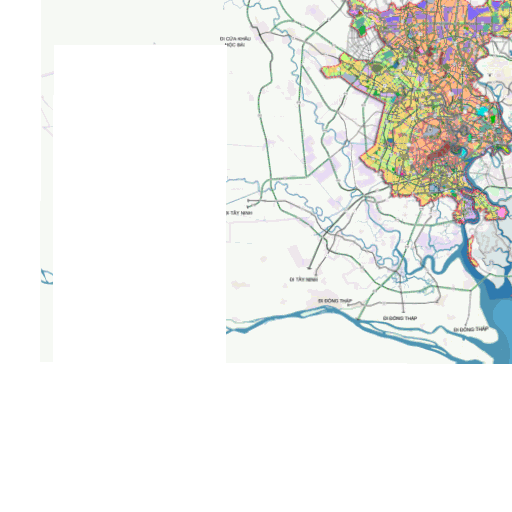 ĐI CỬA KHẨU
MỘC BÀI
ĐI TÂY NINH
ĐI TÂY NINH
ĐI ĐỒNG THÁP
ĐI ĐỒNG THÁP
ĐI ĐỒNG THÁP